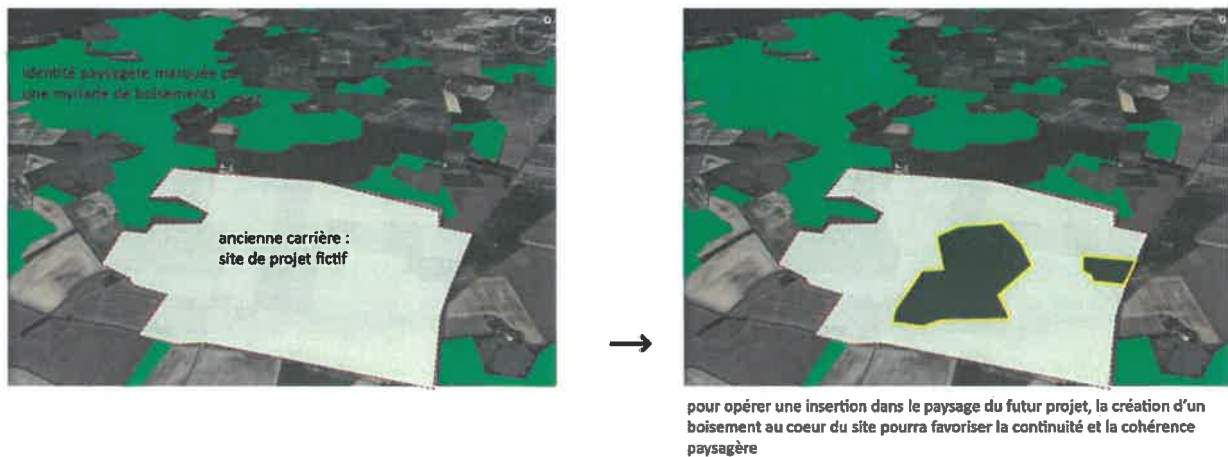 identité paysagère marquée pa
une myriade de boisements
ancienne carrière :
site de projet fictif
pour opérer une insertion dans le paysage du futur projet, la création d'un
boisement au coeur du site pourra favoriser la continuité et la cohérence
paysagère